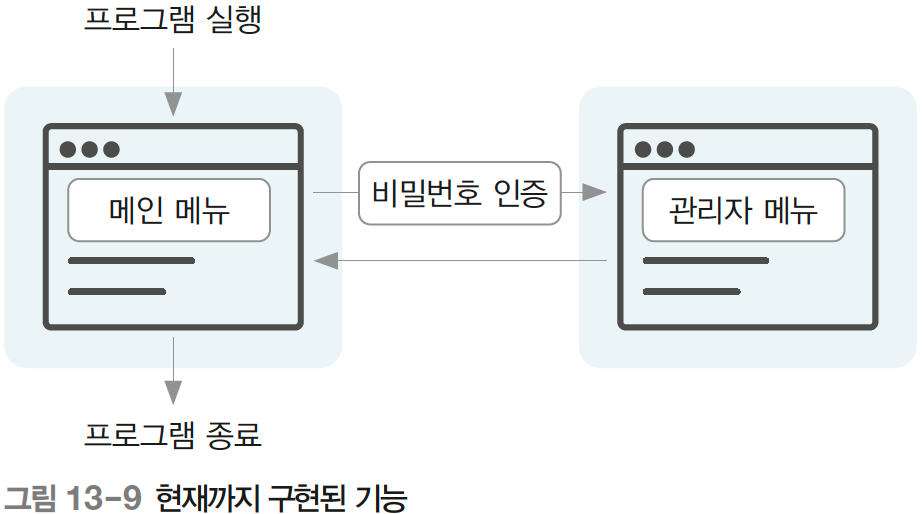 프로그램 실행
메인 메뉴
비밀번호 인증
관리자 메뉴
프로그램 종료
그림 13-9 현재까지 구현된 기능